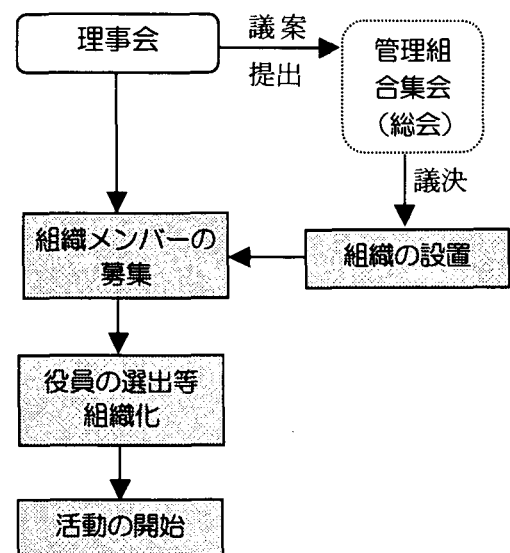 理事会
議案
提出
管理組
合集会
（総会）
議決
組織メンバーの
募集
組織の設置
役員の選出等
組織化
活動の開始